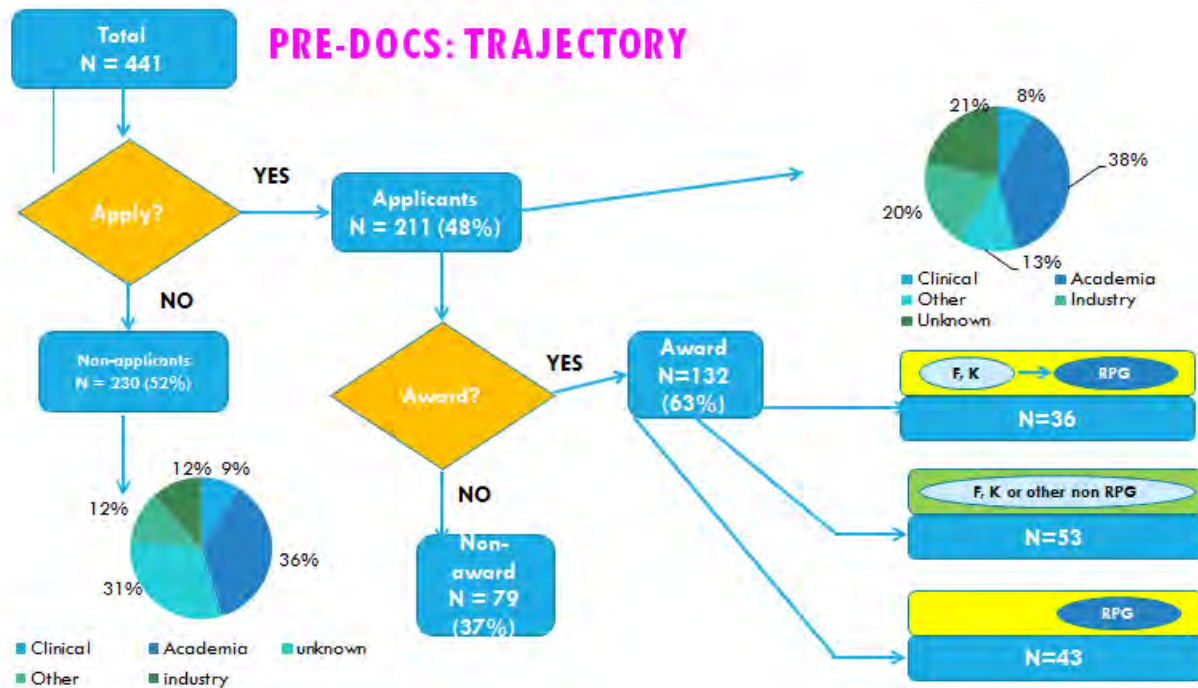 PRE-DOCS: TRAJECTORY
Total
N = 441
Apply?
YES
Applicants
N = 211 (48%)
NO
Non-applicants
N = 230 (52%)
12%
9%
12%
36%
31%
Clinical
Academia
unknown
Other
industry
Award?
YES
Award
N=132
(63%)
NO
Non-
award
N = 79
(37%)
21%
8%
38%
20%
13%
Clinical
Academia
Other
Industry
Unknown
F, K
RPG
N=36
F, K or other non RPG
N=53
RPG
N=43